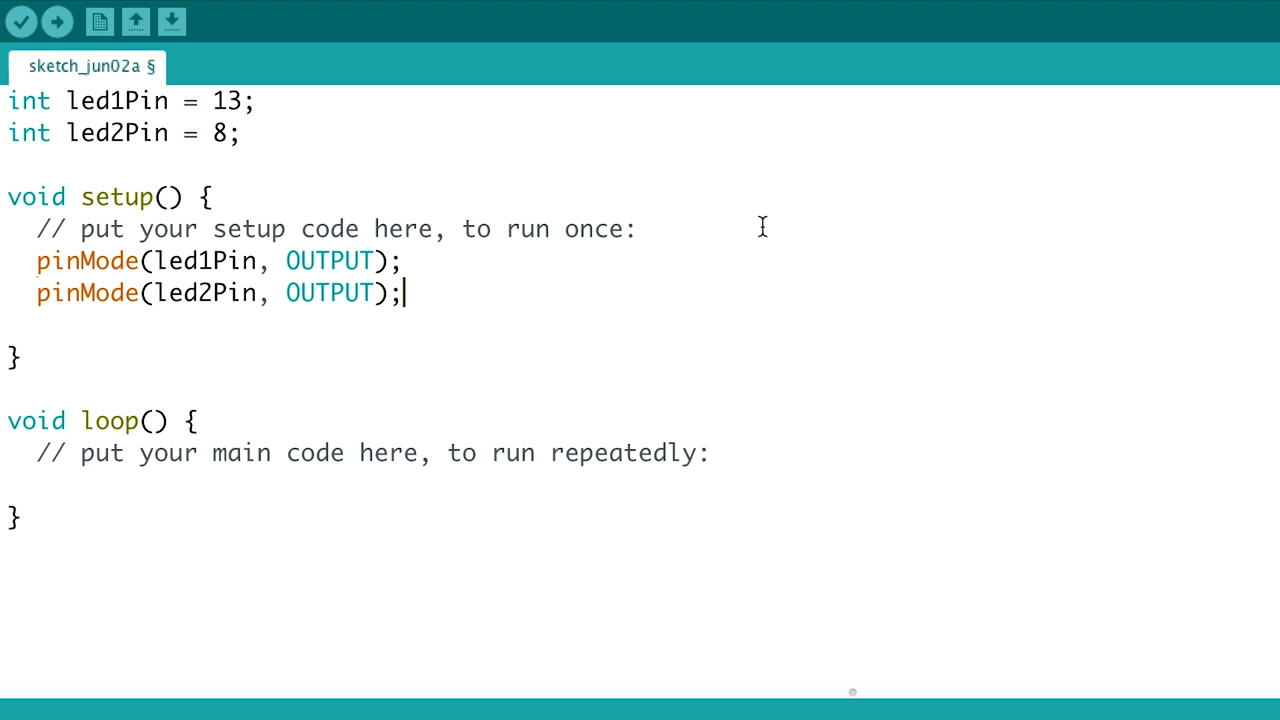 sketch_jun02a §
int led1Pin = 13;
int led2Pin = 8;
void setup() {
// put your setup code here, to run once:
pinMode(led1Pin, OUTPUT);
pinMode(led2Pin, OUTPUT);
}
void loop() {
// put your main code here, to run repeatedly:
}